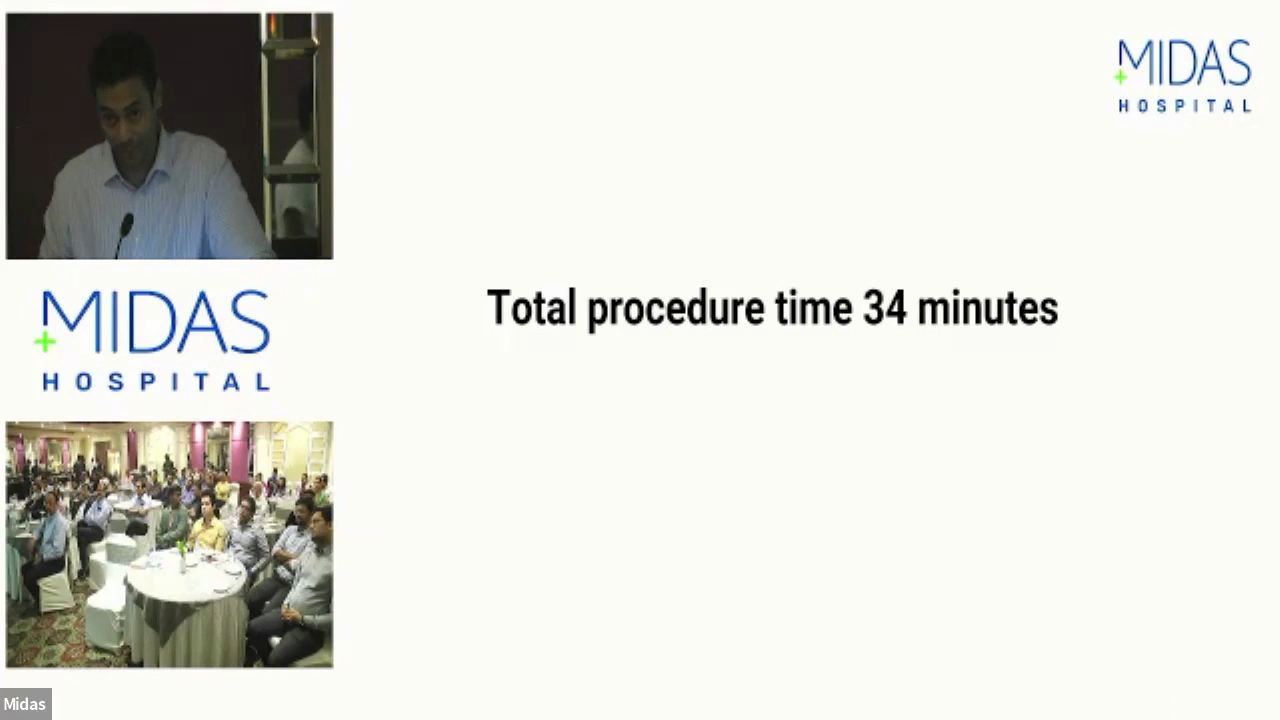 MIDAS
HOSPITAL
Total procedure time 34 minutes
MIDAS
HOSPITAL
Midas